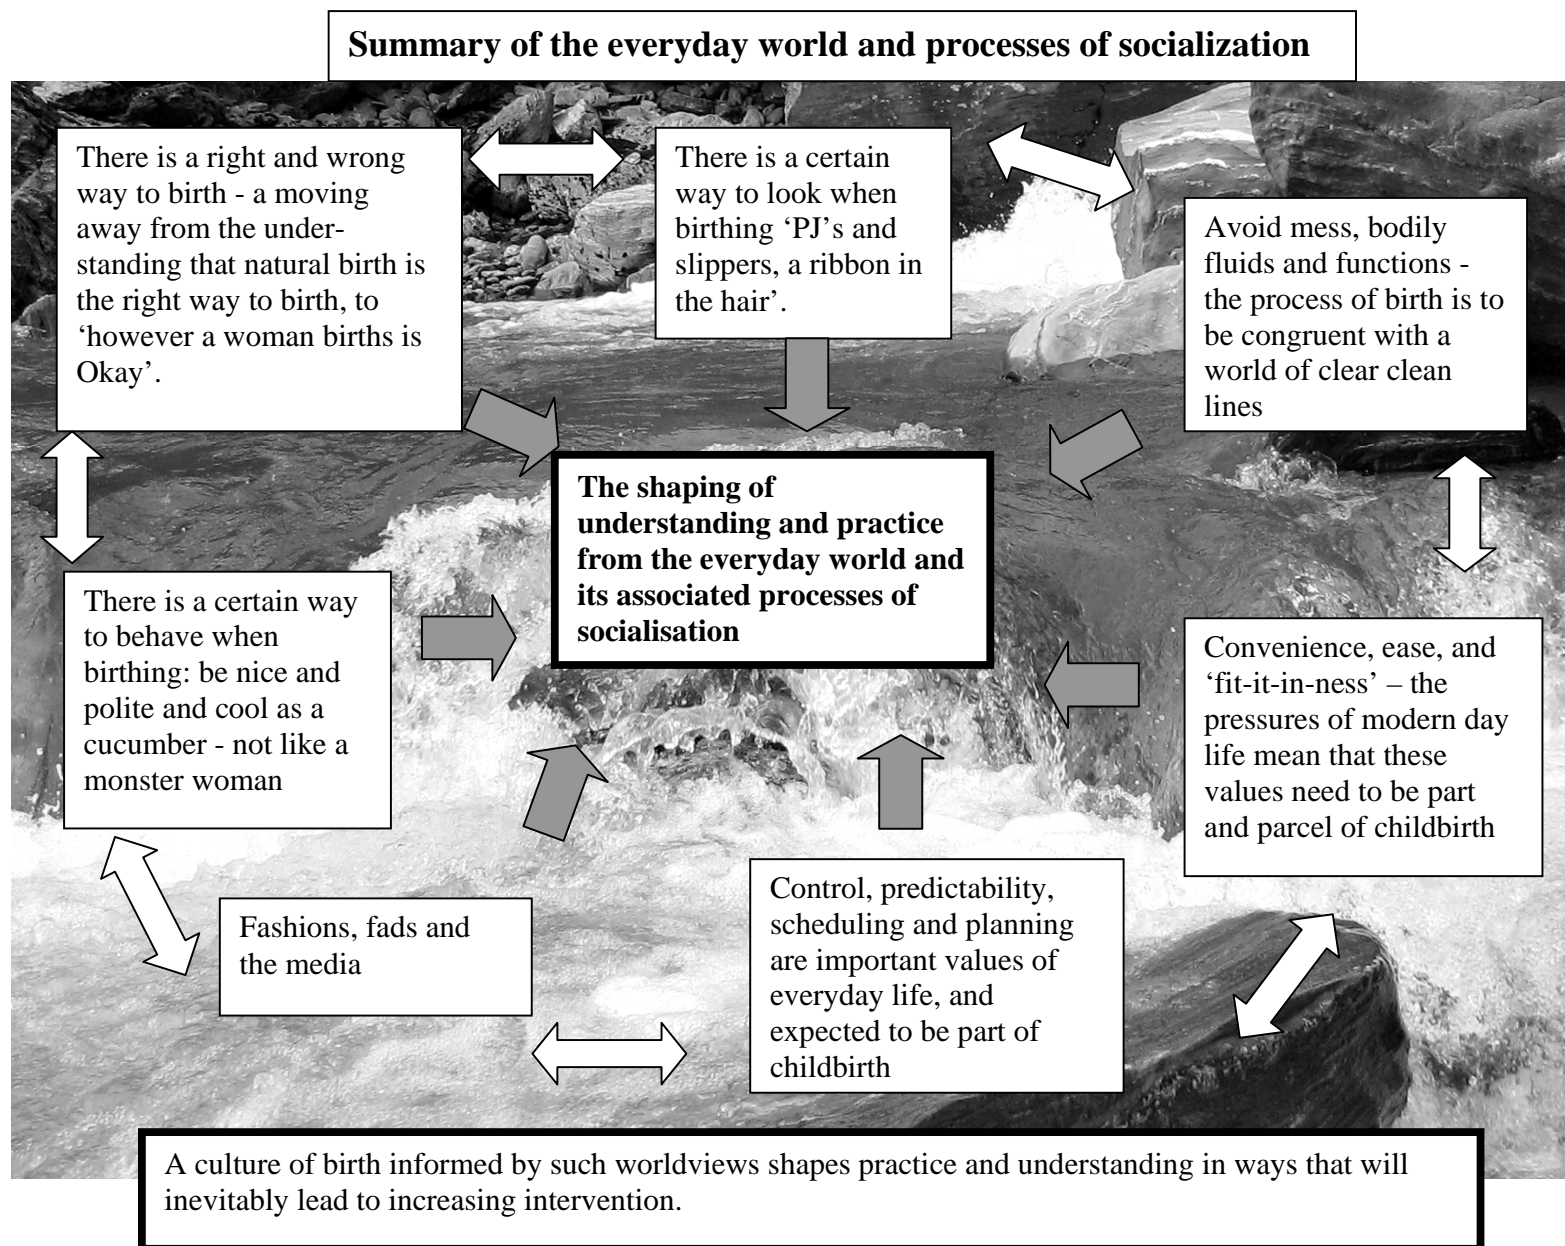 Summary of the everyday world and processes of socialization
There is a right and wrong
way to birth - a moving
away from the under-
standing that natural birth is
the right way to birth, to
‘however a woman births is
Okay’.
There is a certain
way to look when
birthing ‘PJ’s and
slippers, a ribbon in
the hair’.
Avoid mess, bodily
fluids and functions -
the process of birth is to
be congruent with a
world of clear clean
lines
The shaping of
understanding and practice
from the everyday world and
its associated processes of
socialisation
There is a certain way
to behave when
birthing: be nice and
polite and cool as a
cucumber - not like a
monster woman
Convenience, ease, and
‘fit-it-in-ness’ – the
pressures of modern day
life mean that these
values need to be part
and parcel of childbirth
Fashions, fads and
the media
Control, predictability,
scheduling and planning
are important values of
everyday life, and
expected to be part of
childbirth
A culture of birth informed by such worldviews shapes practice and understanding in ways that will
inevitably lead to increasing intervention.